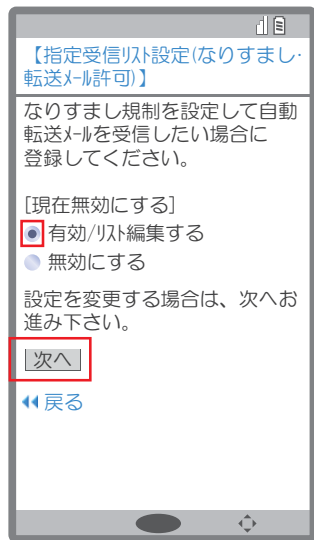 【指定受信リスト設定(なりすまし・
転送メール許可)】
なりすまし規制を設定して自動
転送メールを受信したい場合に
登録してください。
[現在無効にする]
有効/リスト編集する
無効にする
設定を変更する場合は、次へお
進み下さい。
次へ
戻る